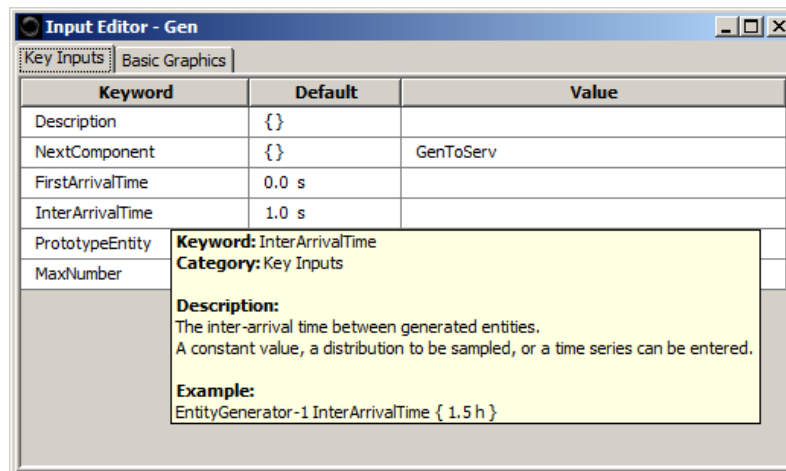 Input Editor - Gen
Key Inputs Basic Graphics
Keyword Default Value
Description {}
NextComponent {} GenToServ
FirstArrivalTime 0.0 s
InterArrivalTime 1.0 s
PrototypeEntity
MaxNumber
Keyword: InterArrivalTime
Category: Key Inputs
Description:
The inter-arrival time between generated entities.
A constant value, a distribution to be sampled, or a time series can be entered.
Example:
EntityGenerator-1 InterArrivalTime { 1.5 h }